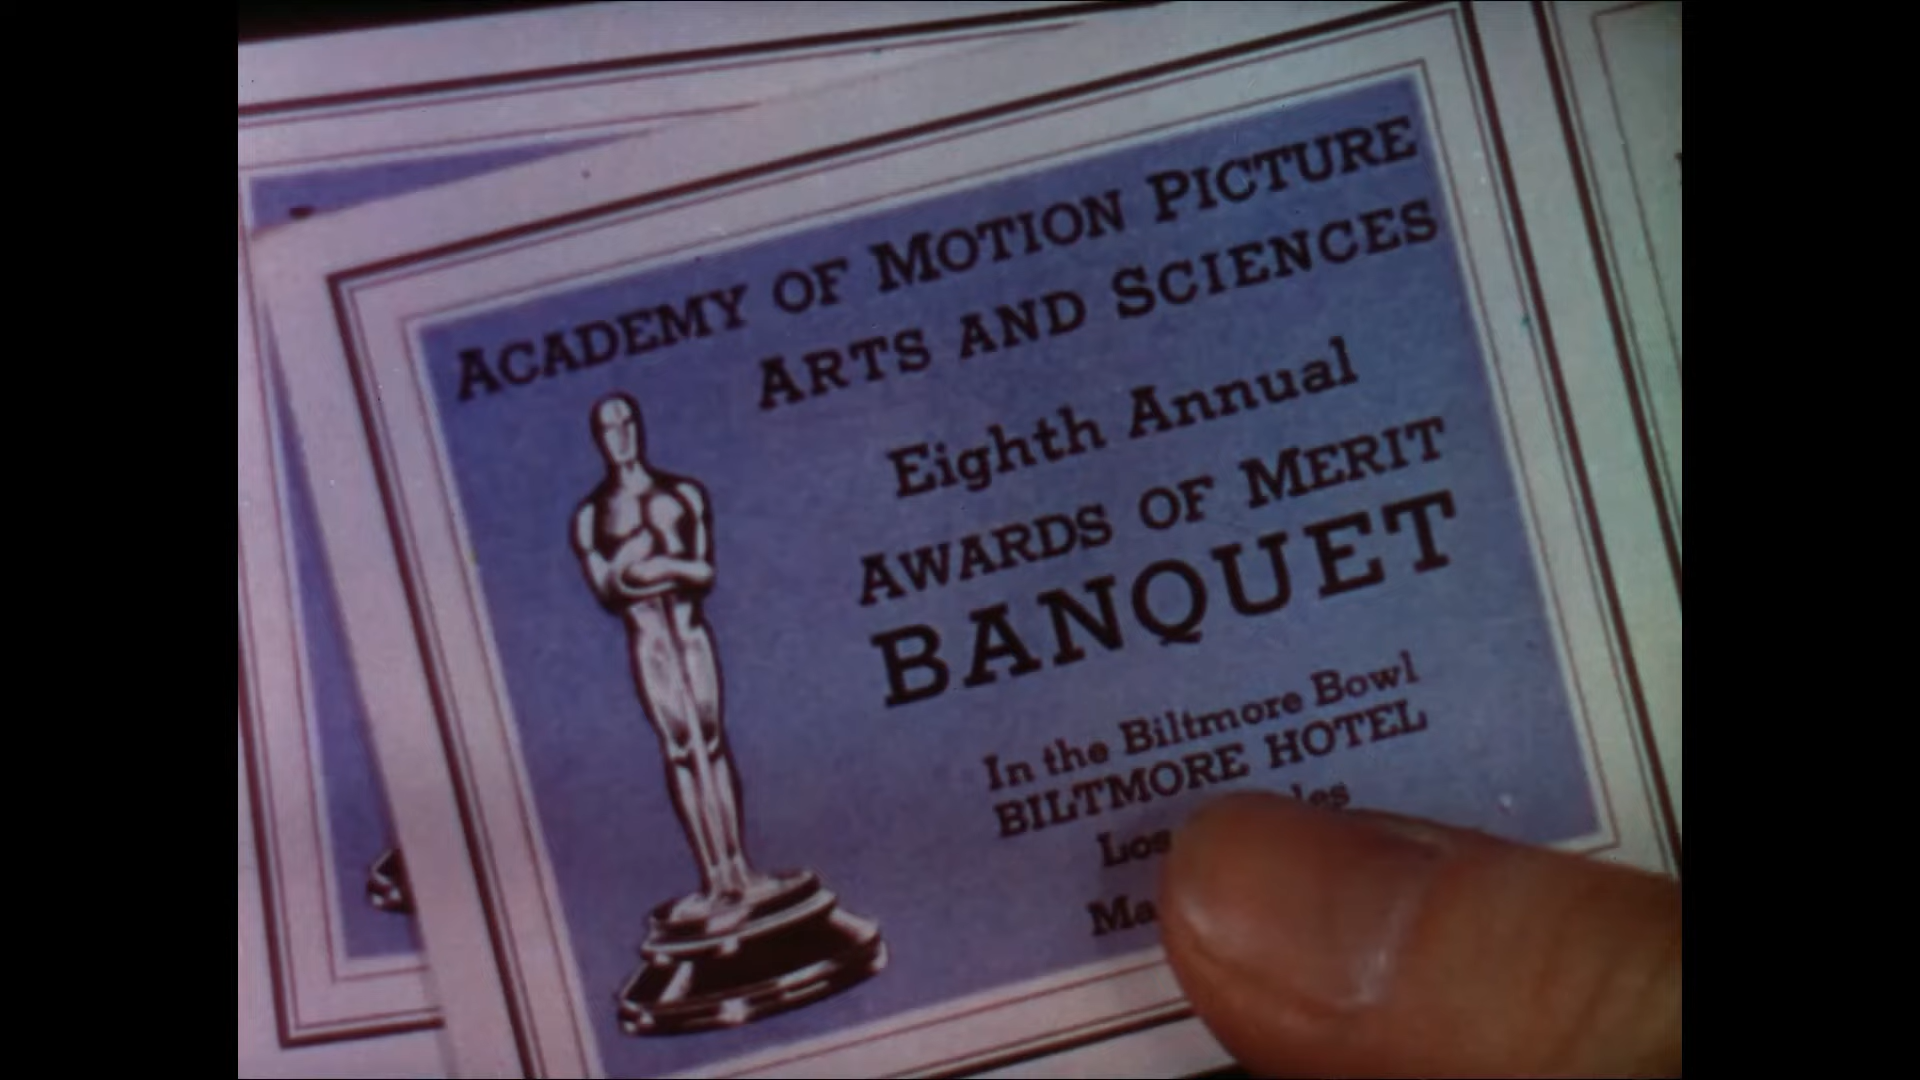 ACADEMY OF MOTION PICTURE
ARTS AND SCIENCES
Eighth Annual
AWARDS OF MERIT
BANQUET
In the Biltmore Bowl
BILTMORE HOTEL
Los